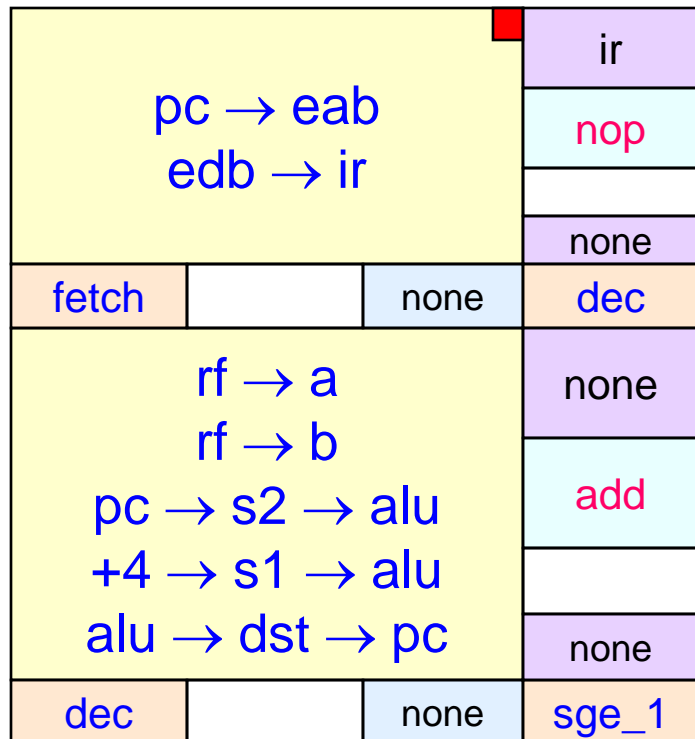 pc → eab
edb → ir
ir
nop
none
fetch
none
dec
rf → a
rf → b
pc → s2 → alu
+4 → s1 → alu
alu → dst → pc
none
add
none
dec
none
sge_1